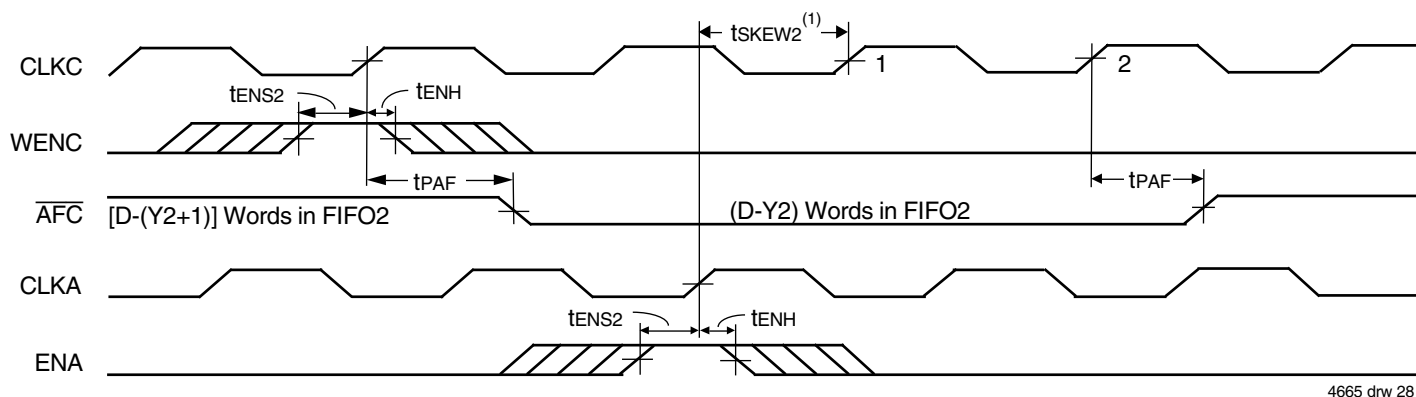 tSKEW2(1)
CLKC
1
2
tENS2
tENH
WENC
tPAF
tPAF
AFC
[D-(Y2+1)] Words in FIFO2
(D-Y2) Words in FIFO2
CLKA
tENS2
tENH
ENA
4665 drw 28